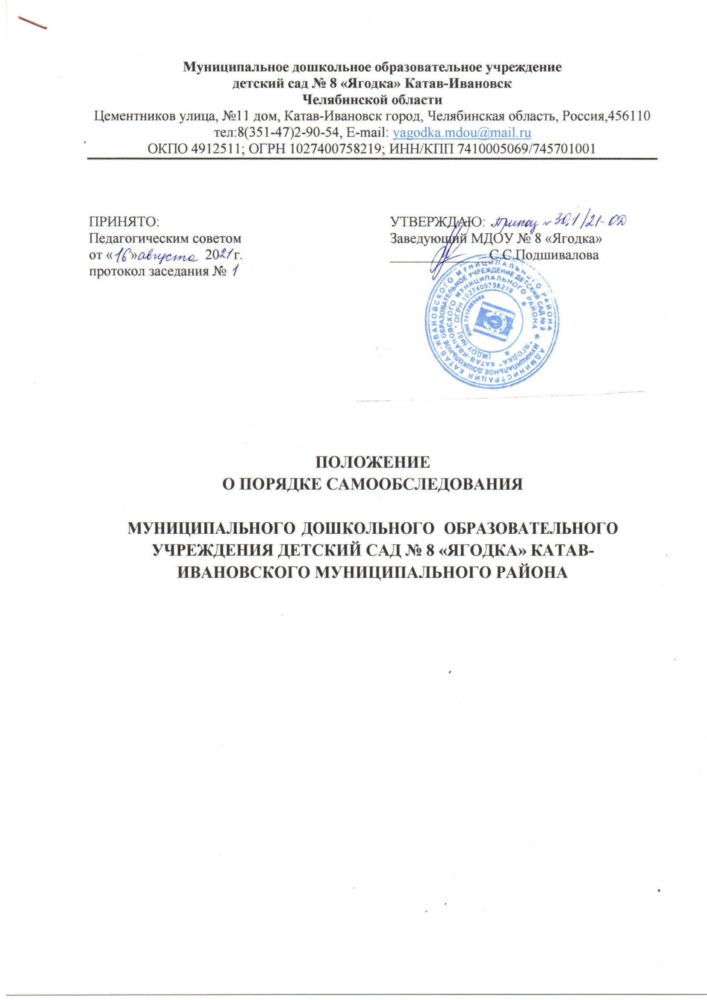 Муниципальное дошкольное образовательное учреждение
детский сад № 8 «Ягодка» Катав-Ивановск
Челябинской области
Цементников улица, №11 дом, Катав-Ивановск город, Челябинская область, Россия,456110
тел:8(351-47)2-90-54, E-mail: yagodka.mdou@mail.ru
ОКПО 4912511; ОГРН 1027400758219; ИНН/КПП 7410005069/745701001
ПРИНЯТО:
Педагогическим советом
от «16»августа 2021г.
протокол заседания № 1
УТВЕРЖДАЮ: Приказ № 30.1/21-ОД
Заведующий МДОУ № 8 «Ягодка»
С.С.Подшивалова
АДМИНИСТРАЦИЯ КАТАВ-ИВАНОВСКОГО МУНИЦИПАЛЬНОГО РАЙОНА
МУНИЦИПАЛЬНОЕ ДОШКОЛЬНОЕ ОБРАЗОВАТЕЛЬНОЕ УЧРЕЖДЕНИЕ ДЕТСКИЙ САД № 8
"ЯГОДКА" КАТАВ-ИВАНОВСКОГО МУНИЦИПАЛЬНОГО РАЙОНА
(МДОУ №8) * ОГРН 1027400758219
ИНН 7410005069
ПОЛОЖЕНИЕ
О ПОРЯДКЕ САМООБСЛЕДОВАНИЯ
МУНИЦИПАЛЬНОГО ДОШКОЛЬНОГО ОБРАЗОВАТЕЛЬНОГО
УЧРЕЖДЕНИЯ ДЕТСКИЙ САД № 8 «ЯГОДКА» КАТАВ-
ИВАНОВСКОГО МУНИЦИПАЛЬНОГО РАЙОНА